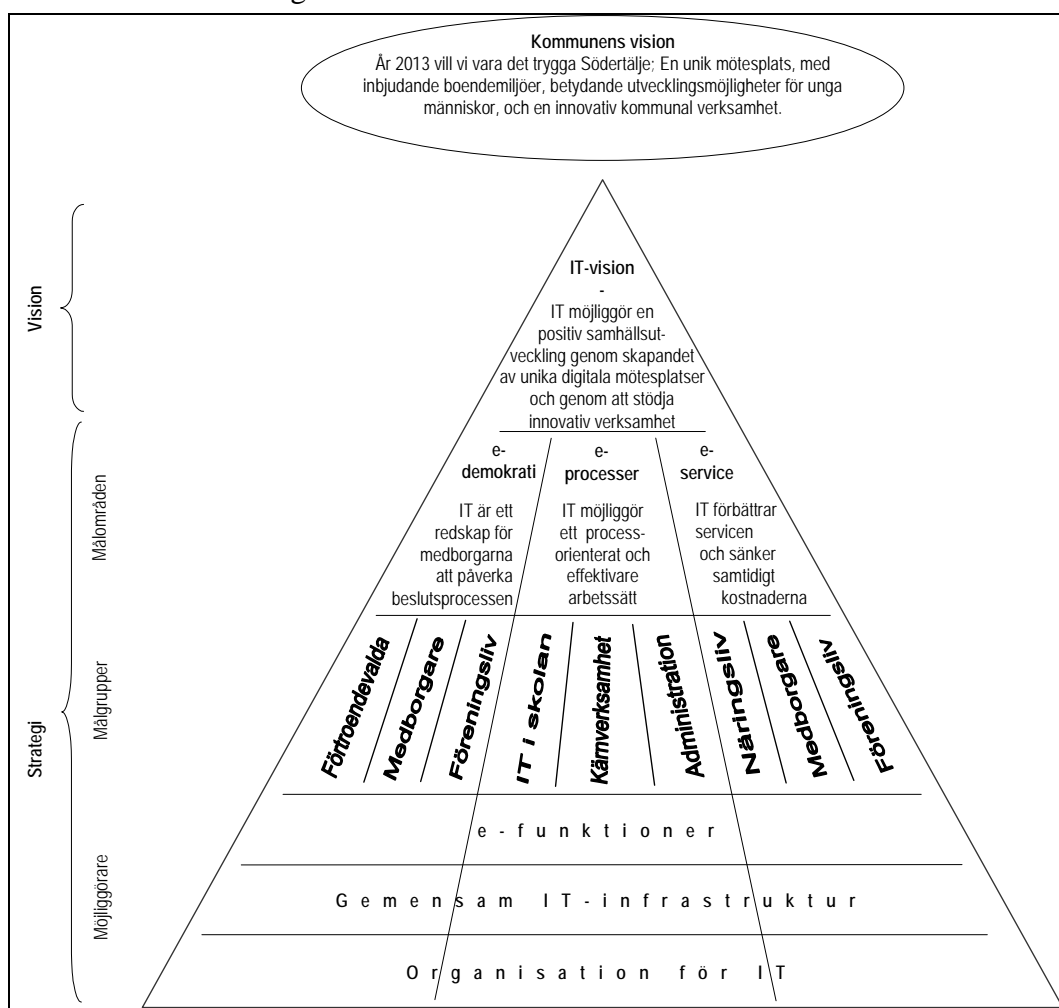 Kommunens vision
År 2013 vill vi vara det trygga Södertälje; En unik mötesplats, med
inbjudande boendemiljöer, betydande utvecklingsmöjligheter för unga
människor, och en innovativ kommunal verksamhet.
Vision
IT-vision
-
IT möjliggör en
positiv samhällsut-
veckling genom skapandet
av unika digitala mötesplatser
och genom att stödja
innovativ verksamhet
Strategi
Målområden
e-
demokrati
IT är ett
redskap för
medborgarna
att påverka
beslutsprocessen
e-
processer
IT möjliggör
ett process-
orienterat och
effektivare
arbetssätt
e-
service
IT förbättrar
servicen
och sänker
samtidigt
kostnaderna
Målgrupper
Förtroendevalda
Medborgare
Föreningsliv
IT i skolan
Kärnverksamhet
Administration
Näringsliv
Medborgare
Föreningsliv
Möjliggörare
e-funktioner
Gemensam IT-infrastruktur
Organisation för IT